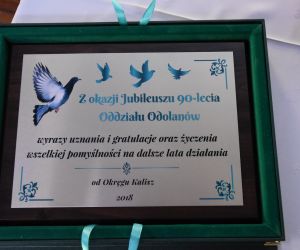 Z okazji Jubileuszu 90-lecia
Oddziału Odolanów
wyrazy uznania i gratulacje oraz życzenia
wszelkiej pomyślności na dalsze lata działania
od Okręgu Kalisz
2018